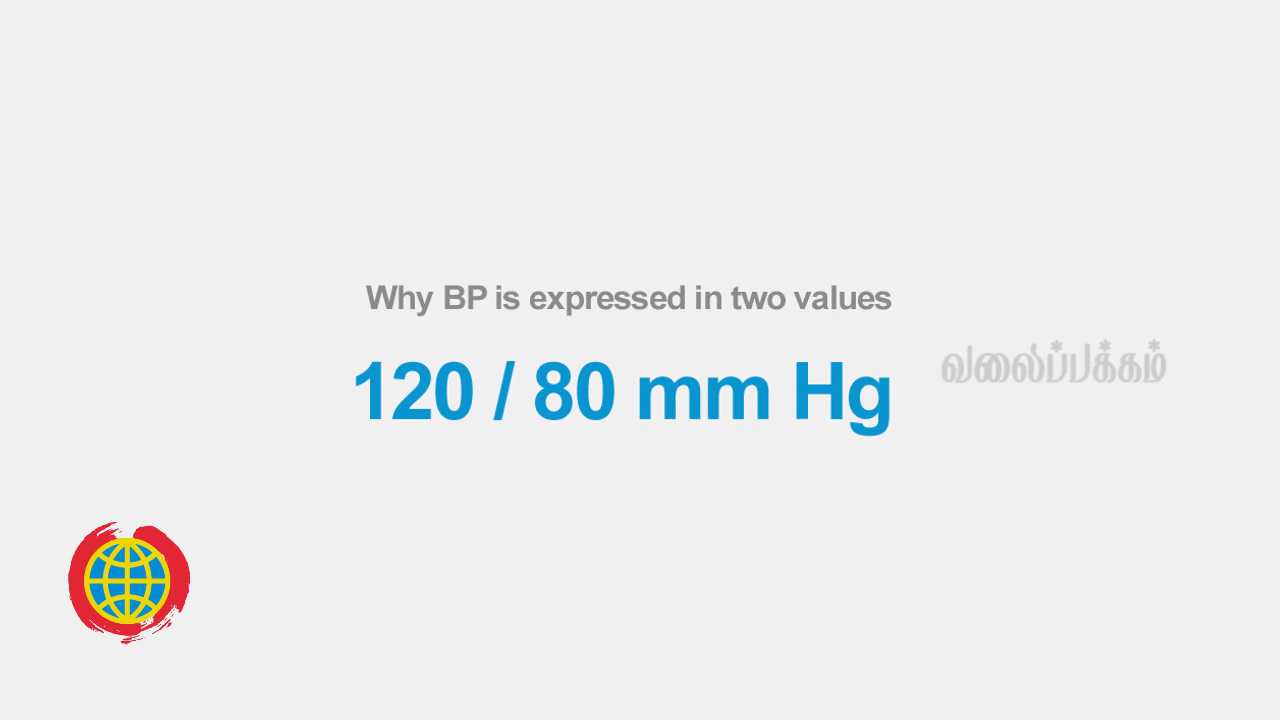 Why BP is expressed in two values
120 / 80 mm Hg
வலைப்பக்கம்